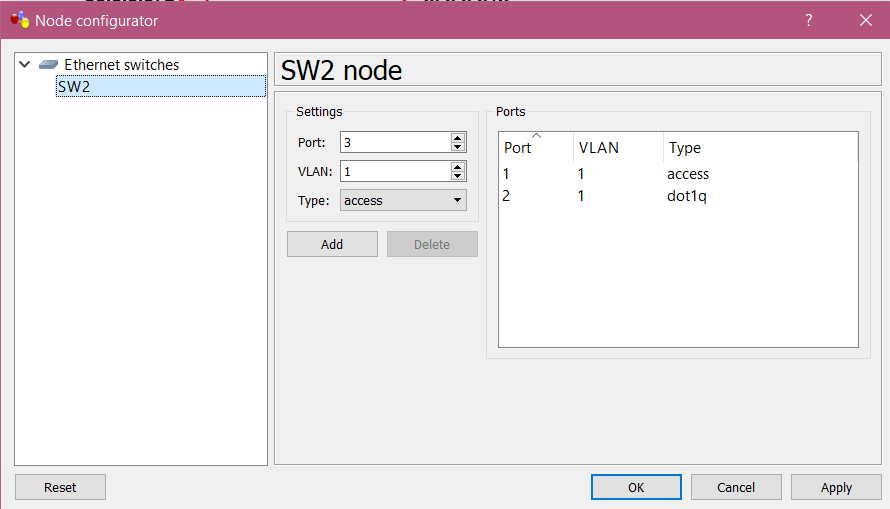 Node configurator
?
Ethernet switches
SW2
SW2 node
Settings
Port: 3
VLAN: 1
Type: access
Add Delete
Ports
Port VLAN Type
1 1 access
2 1 dot1q
Reset OK Cancel Apply